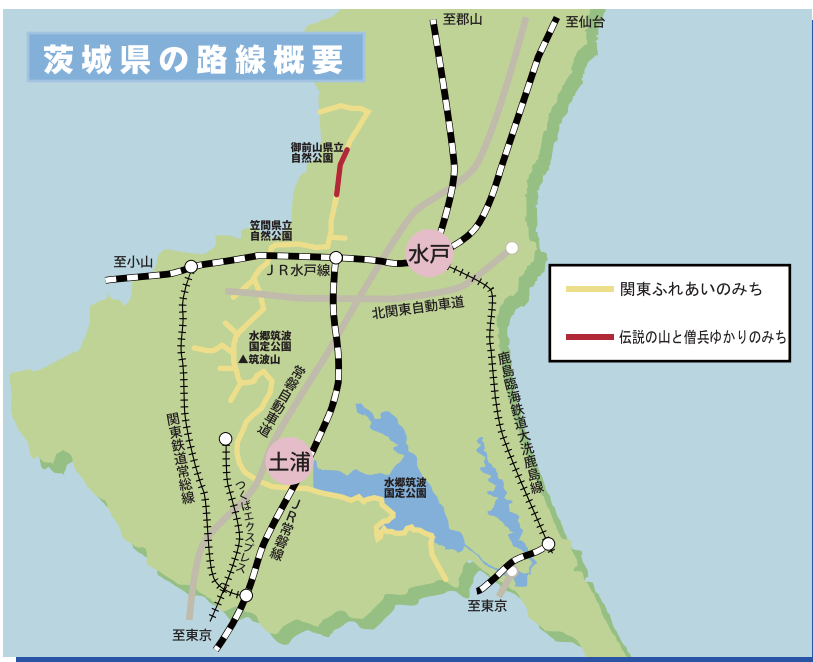 茨城県の路線概要
至郡山
至仙台
御前山県立
自然公園
笠間県立
自然公園
水戸
至小山
JR水戸線
関東ふれあいのみち
北関東自動車道
伝説の山と僧兵ゆかりのみち
水郷筑波
国定公園
▲筑波山
常磐自動車道
鹿島臨海鉄道大洗鹿島線
関東鉄道常総線
土浦
水郷筑波
国定公園
つくばエクスプレス
JR常磐線
至東京
至東京